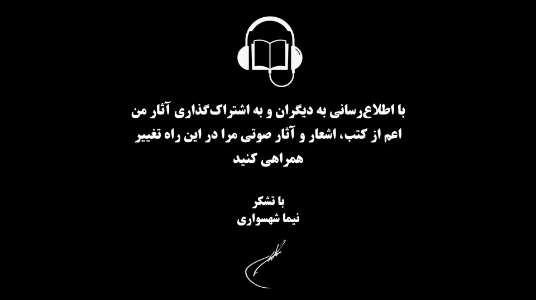 با اطلاع‌رسانی به دیگران و به اشتراک‌گذاری آثار من
اعم از کتب، اشعار و آثار صوتی مرا در این راه تغییر
همراهی کنید
با تشکر
نیما شهسواری